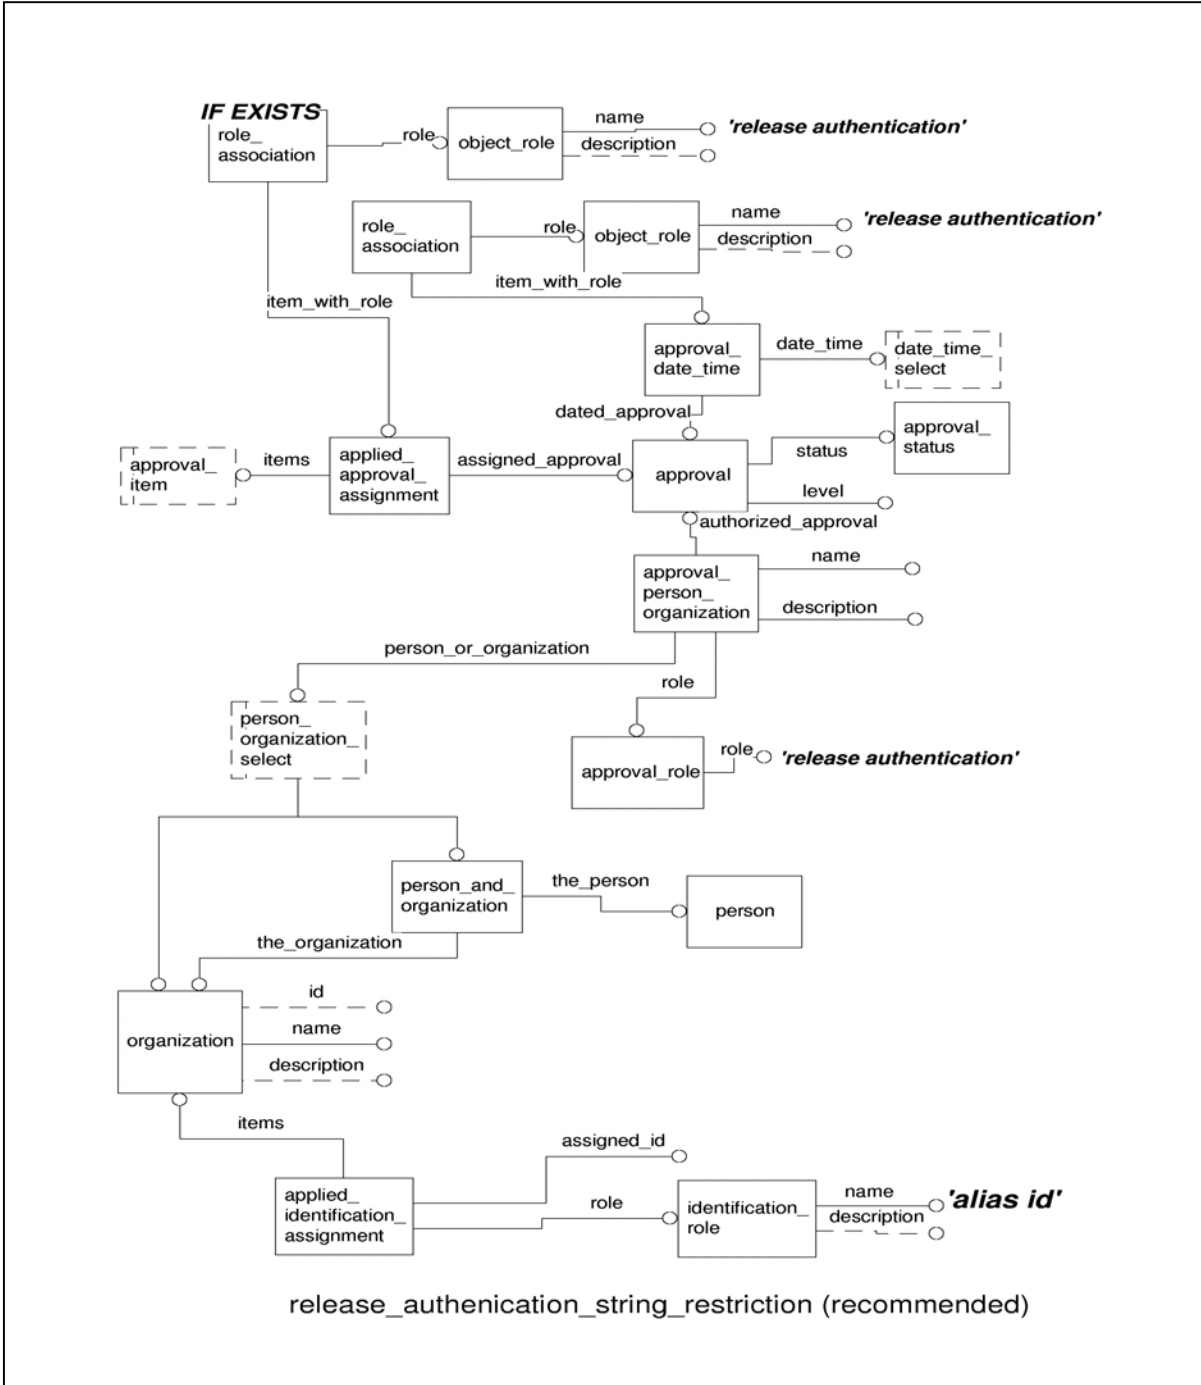 IF EXISTS
role_
association
role
object_role
name
'release authentication'
description
role_
association
role
object_role
name
'release authentication'
description
item_with_role
item_with_role
approval_
date_time
date_time
date_time_
select
dated_approval
approval_
item
items
applied_
approval_
assignment
assigned_approval
approval
status
approval_
status
level
authorized_approval
approval_
person_
organization
name
description
person_or_organization
role
person_
organization_
select
approval_role
role
'release authentication'
person_and_
organization
the_person
person
the_organization
organization
id
name
description
items
applied_
identification_
assignment
assigned_id
role
identification_
role
name
'alias id'
description
release_authenication_string_restriction (recommended)